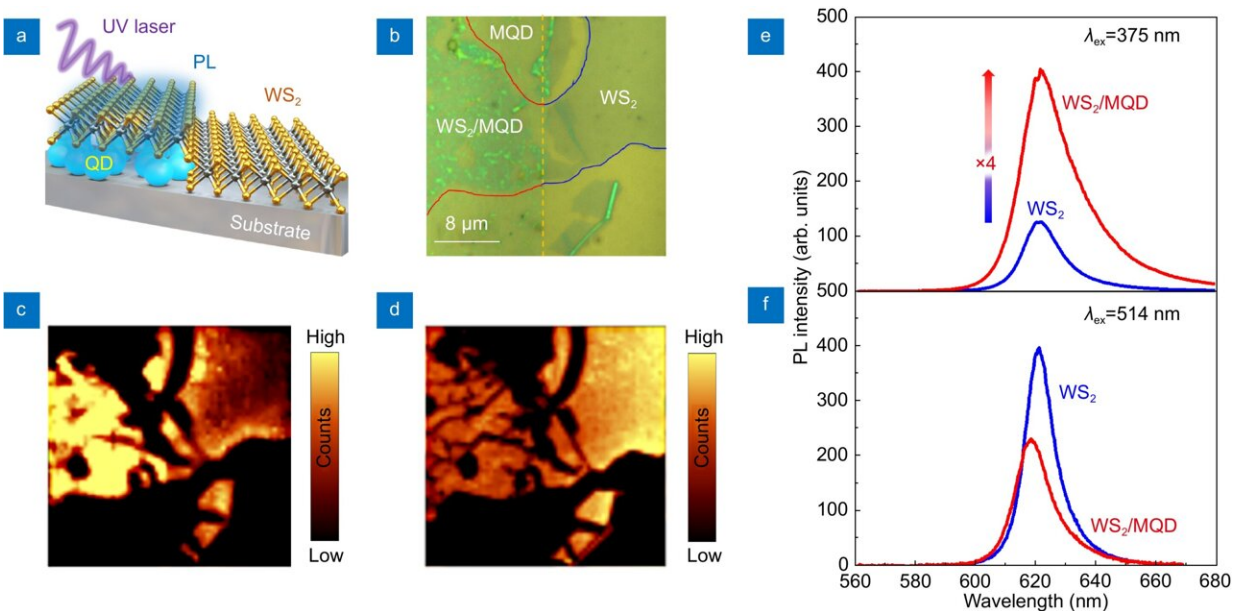 a
UV laser
PL
WS₂
QD
Substrate
b
MQD
WS₂
WS₂/MQD
8 μm
c
High
Counts
Low
d
High
Counts
Low
e
λex=375 nm
WS₂/MQD
×4
WS₂
500
400
300
200
100
f
λex=514 nm
WS₂
WS₂/MQD
500
400
300
200
100
0
PL intensity (arb. units)
560 580 600 620 640 660 680
Wavelength (nm)